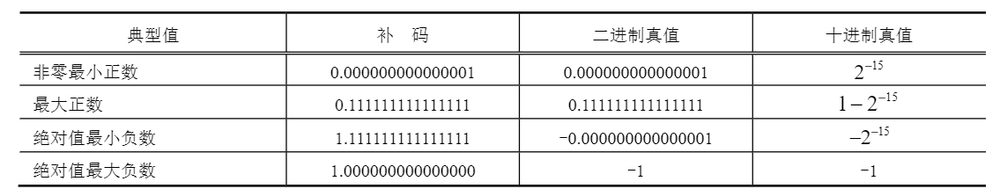 典型值 补 码 二进制真值 十进制真值
非零最小正数 0.000000000000001 0.000000000000001 2⁻¹⁵
最大正数 0.111111111111111 0.111111111111111 1－2⁻¹⁵
绝对值最小负数 1.111111111111111 -0.000000000000001 －2⁻¹⁵
绝对值最大负数 1.000000000000000 -1 -1